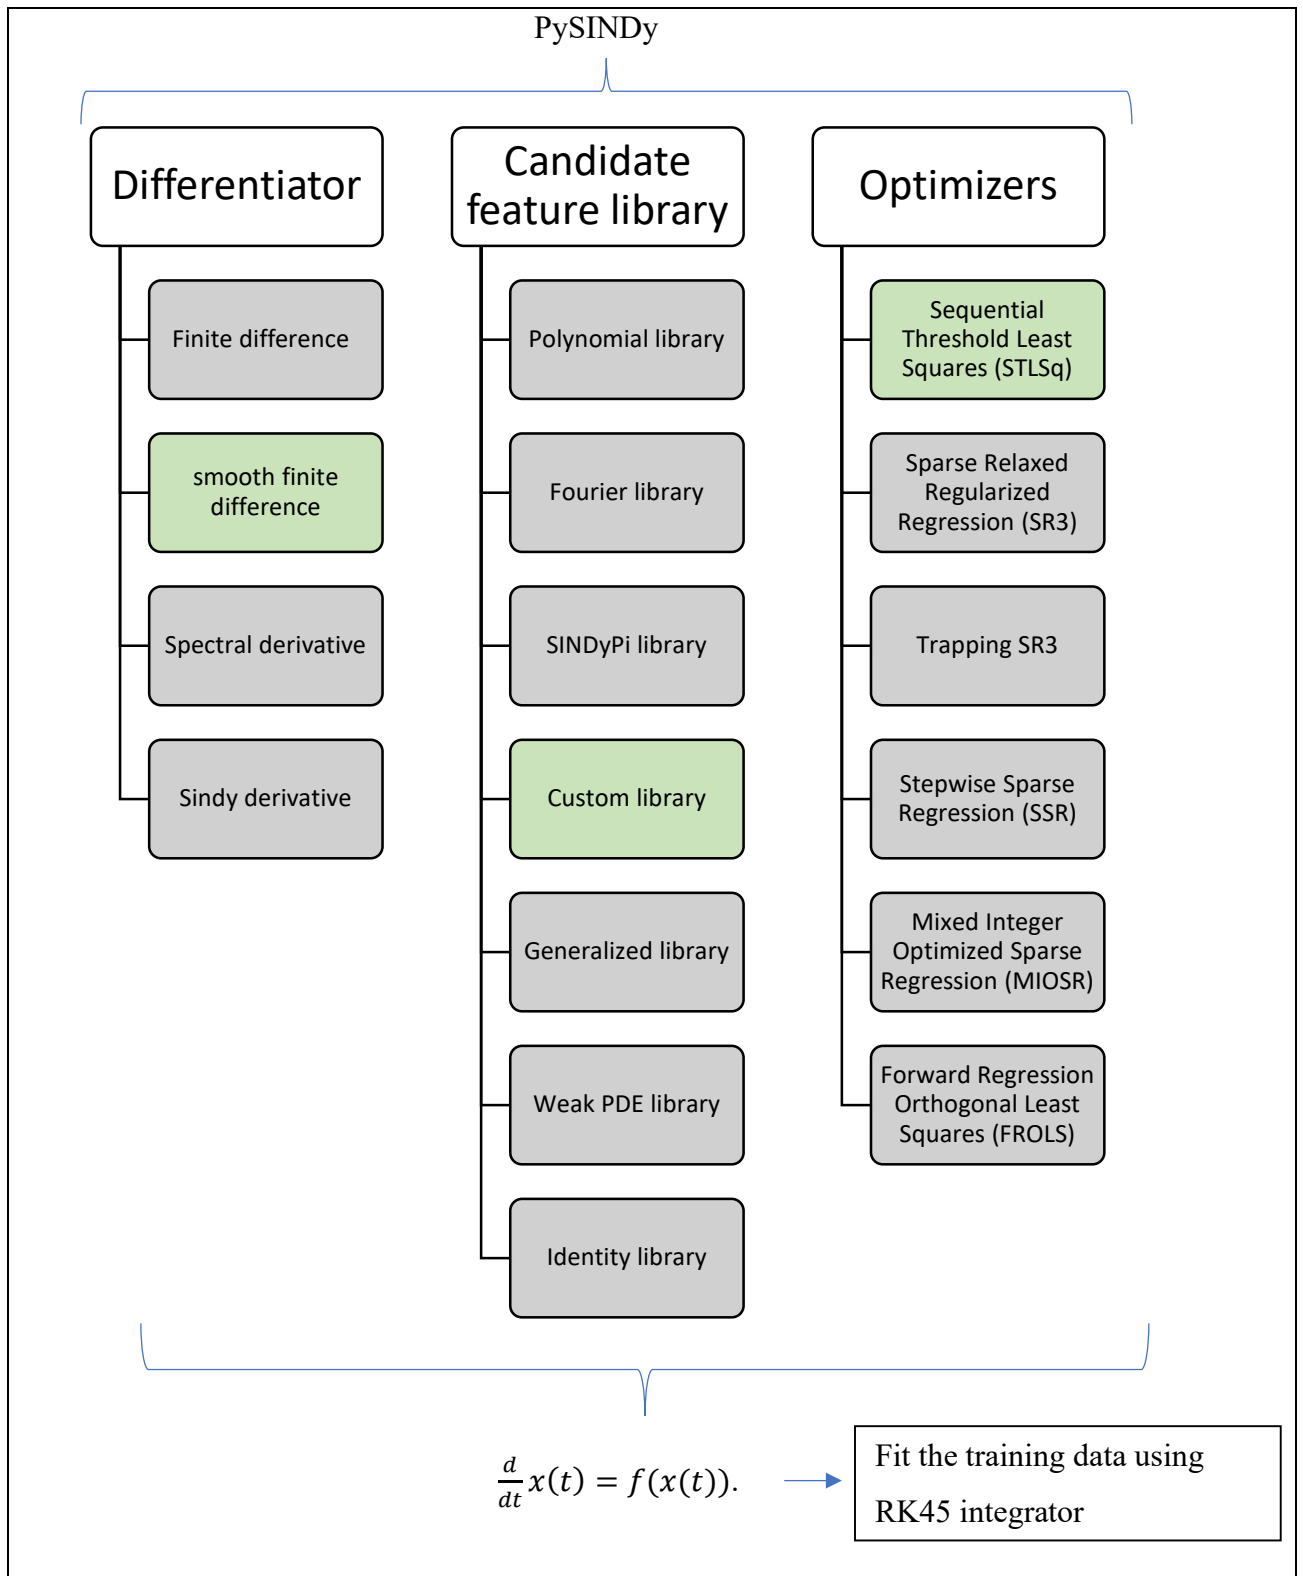 PySINDy
Differentiator
Finite difference
smooth finite
difference
Spectral derivative
Sindy derivative
Candidate
feature library
Polynomial library
Fourier library
SINDyPi library
Custom library
Generalized library
Weak PDE library
Identity library
Optimizers
Sequential
Threshold Least
Squares (STLSq)
Sparse Relaxed
Regularized
Regression (SR3)
Trapping SR3
Stepwise Sparse
Regression (SSR)
Mixed Integer
Optimized Sparse
Regression (MIOSR)
Forward Regression
Orthogonal Least
Squares (FROLS)
d/dt x(t) = f(x(t)).
Fit the training data using
RK45 integrator